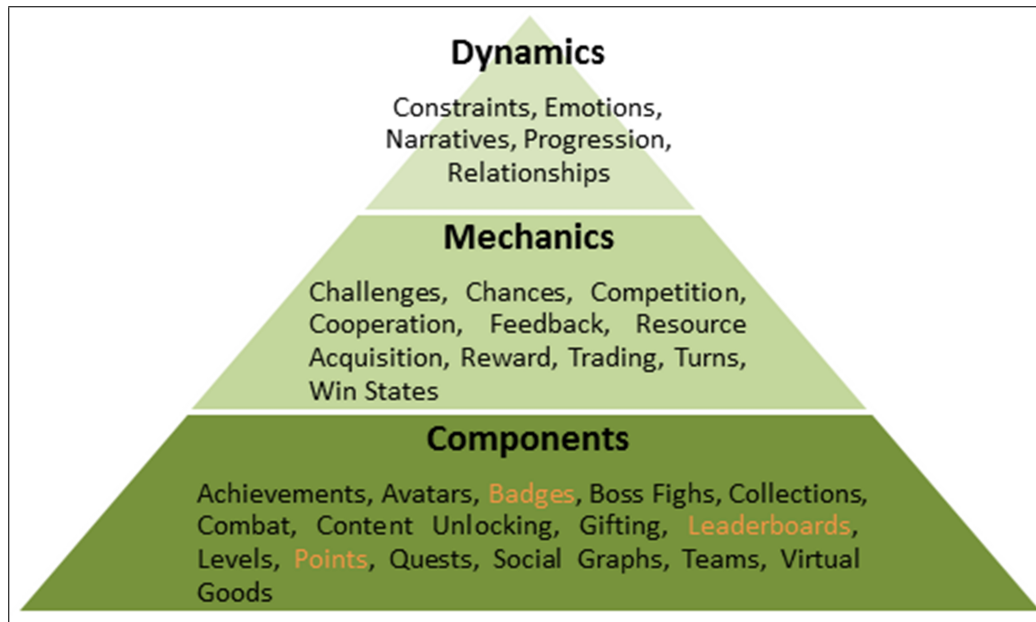 Dynamics
Constraints, Emotions,
Narratives, Progression,
Relationships
Mechanics
Challenges, Chances, Competition,
Cooperation, Feedback, Resource
Acquisition, Reward, Trading, Turns,
Win States
Components
Achievements, Avatars, Badges, Boss Fighs, Collections,
Combat, Content Unlocking, Gifting, Leaderboards,
Levels, Points, Quests, Social Graphs, Teams, Virtual
Goods